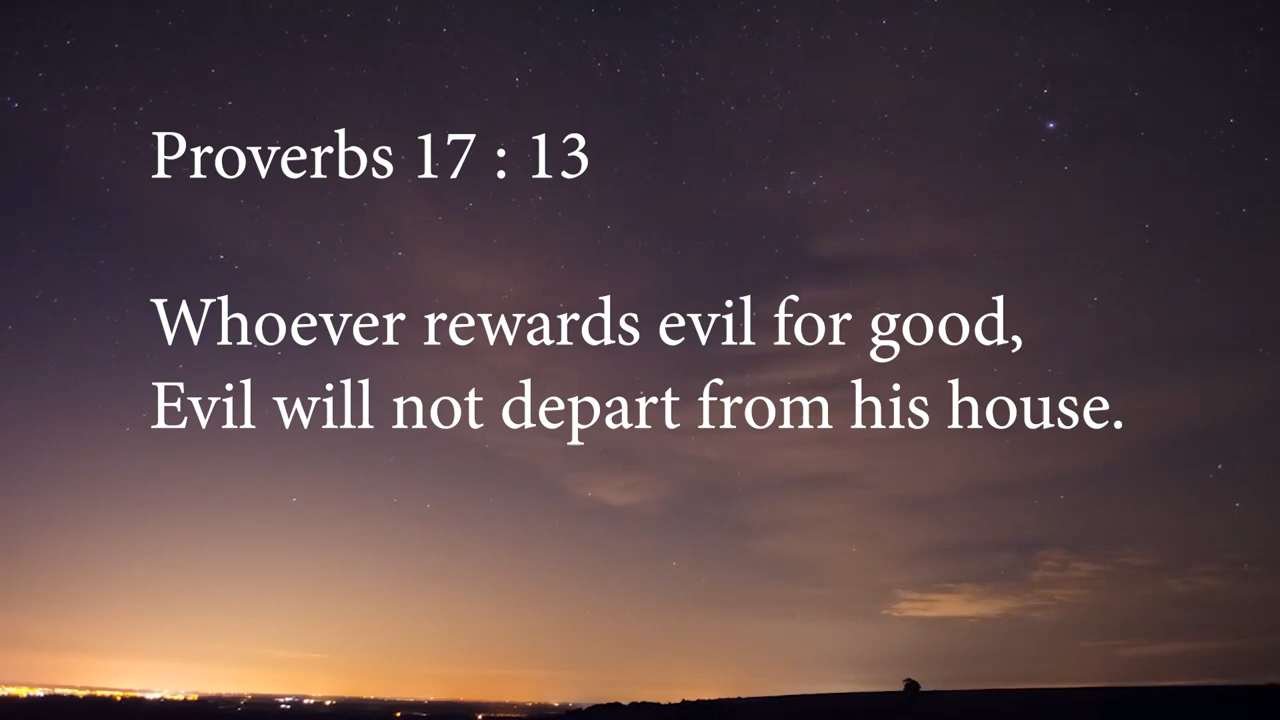 Proverbs 17 : 13
Whoever rewards evil for good,
Evil will not depart from his house.